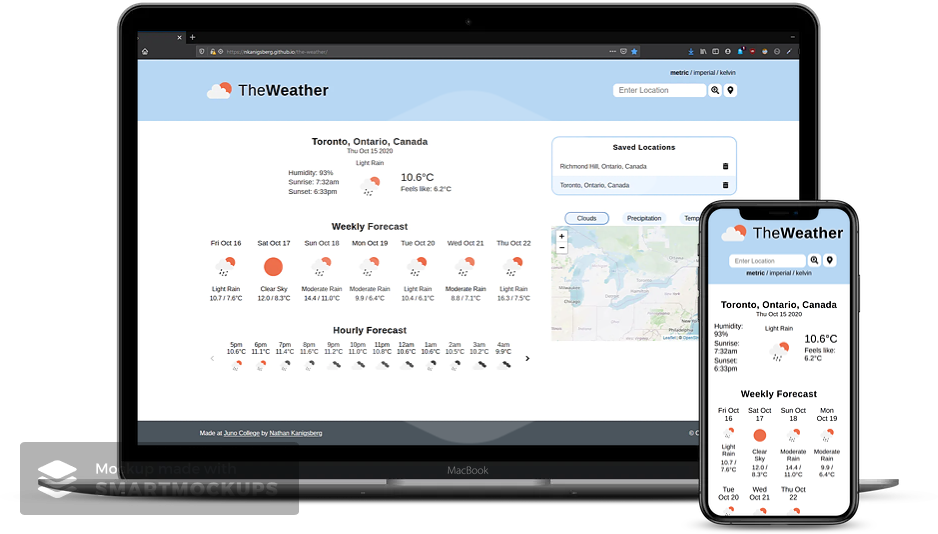 https://nkanigsberg.github.io/the-weather/
TheWeather
metric / imperial / kelvin
Enter Location
Toronto, Ontario, Canada
Thu Oct 15 2020
Light Rain
Humidity: 93%
Sunrise: 7:32am
Sunset: 6:33pm
10.6°C
Feels like: 6.2°C
Weekly Forecast
Fri Oct 16 Sat Oct 17 Sun Oct 18 Mon Oct 19 Tue Oct 20 Wed Oct 21 Thu Oct 22
Light Rain Clear Sky Moderate Rain Moderate Rain Light Rain Moderate Rain Light Rain
10.7 / 7.6°C 12.0 / 8.3°C 14.4 / 11.0°C 9.9 / 6.4°C 10.4 / 6.1°C 8.8 / 7.1°C 16.3 / 7.5°C
Hourly Forecast
5pm 6pm 7pm 8pm 9pm 10pm 11pm 12am 1am 2am 3am 4am
10.6°C 11.1°C 11.4°C 11.6°C 11.2°C 11.0°C 10.8°C 10.6°C 10.6°C 10.5°C 10.2°C 9.9°C
Saved Locations
Richmond Hill, Ontario, Canada
Toronto, Ontario, Canada
Clouds Precipitation Temp
+
−
Milwaukee
Chicago
Hamilton
Detroit
New York
Philadelphia
Leaflet | © OpenStr
Made at Juno College by Nathan Kanigsberg
© C
MacBook
Mockup made with
SMARTMOCKUPS
TheWeather
Enter Location
metric / imperial / kelvin
Toronto, Ontario, Canada
Thu Oct 15 2020
Humidity:
93%
Sunrise:
7:32am
Sunset:
6:33pm
Light Rain
10.6°C
Feels like:
6.2°C
Weekly Forecast
Fri Oct Sat Oct Sun Oct Mon
16 17 18 Oct 19
Light Clear Moderate Moderate
Rain Sky Rain Rain
10.7 / 12.0 / 14.4 / 9.9 /
7.6°C 8.3°C 11.0°C 6.4°C
Tue Wed Thu Oct
Oct 20 Oct 21 22